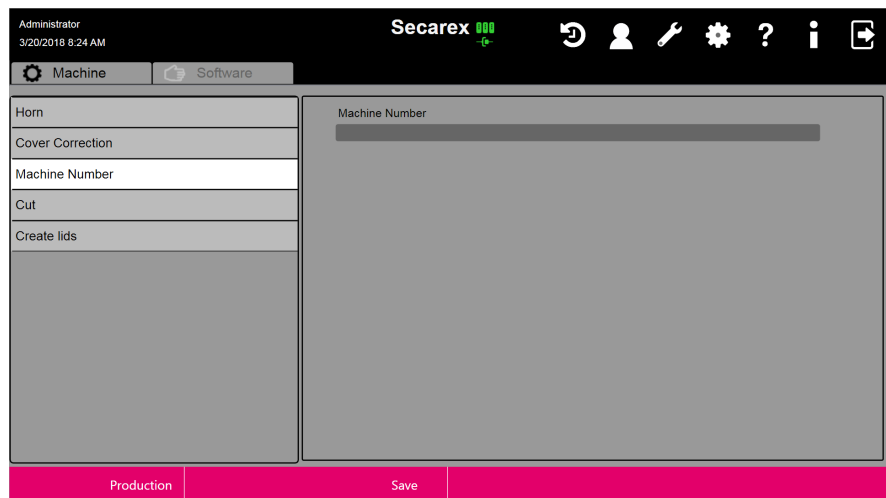 Administrator
3/20/2018 8:24 AM
Secarex
?
i
Machine
Software
Horn
Cover Correction
Machine Number
Cut
Create lids
Machine Number
Production
Save